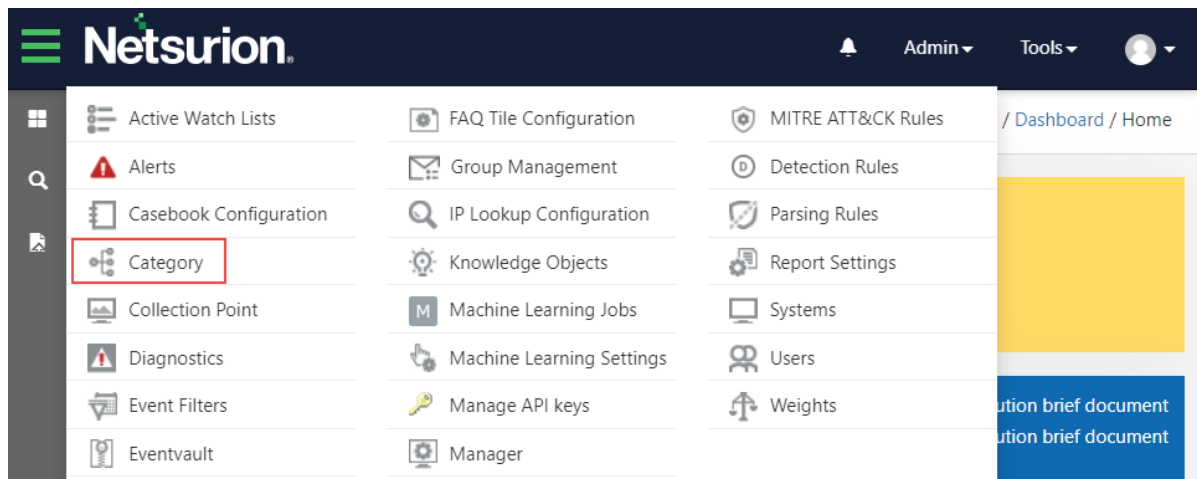 Netsurion.
Admin
Tools
Active Watch Lists
FAQ Tile Configuration
MITRE ATT&CK Rules
/ Dashboard / Home
Alerts
Group Management
D
Detection Rules
Casebook Configuration
IP Lookup Configuration
Parsing Rules
Category
Knowledge Objects
Report Settings
Collection Point
M
Machine Learning Jobs
Systems
Diagnostics
Machine Learning Settings
Users
Event Filters
Manage API keys
Weights
ution brief document
ution brief document
Eventvault
Manager